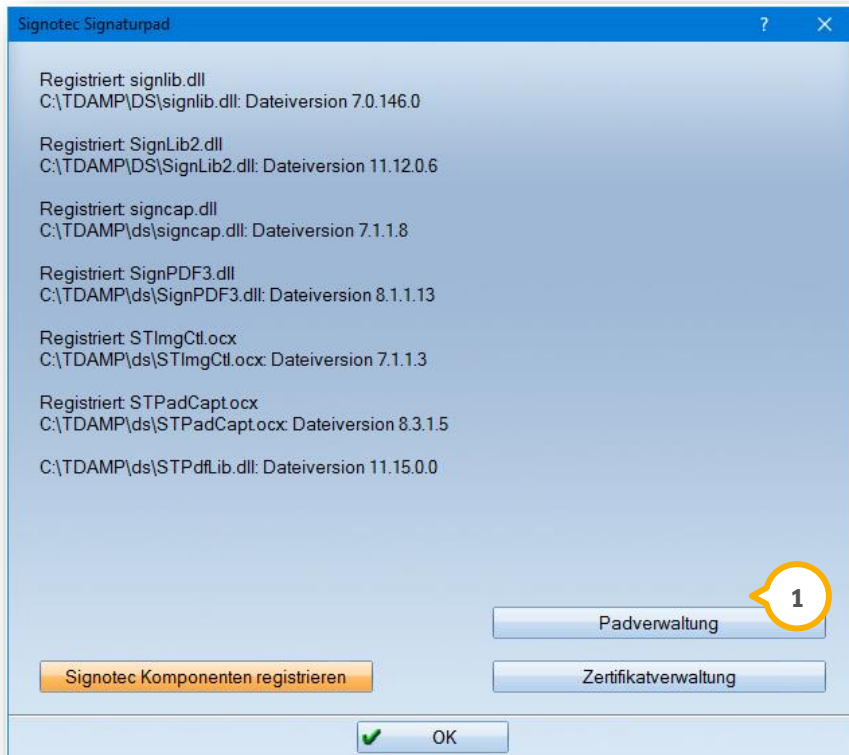 Signotec Signaturpad ? ×
Registriert: signlib.dll
C:\TDAMP\DS\signlib.dll: Dateiversion 7.0.146.0
Registriert: SignLib2.dll
C:\TDAMP\DS\SignLib2.dll: Dateiversion 11.12.0.6
Registriert: signcap.dll
C:\TDAMP\ds\signcap.dll: Dateiversion 7.1.1.8
Registriert: SignPDF3.dll
C:\TDAMP\ds\SignPDF3.dll: Dateiversion 8.1.1.13
Registriert: STImgCtl.ocx
C:\TDAMP\ds\STImgCtl.ocx: Dateiversion 7.1.1.3
Registriert: STPadCapt.ocx
C:\TDAMP\ds\STPadCapt.ocx: Dateiversion 8.3.1.5
C:\TDAMP\ds\STPdfLib.dll: Dateiversion 11.15.0.0
1
Padverwaltung
Signotec Komponenten registrieren
Zertifikatverwaltung
OK